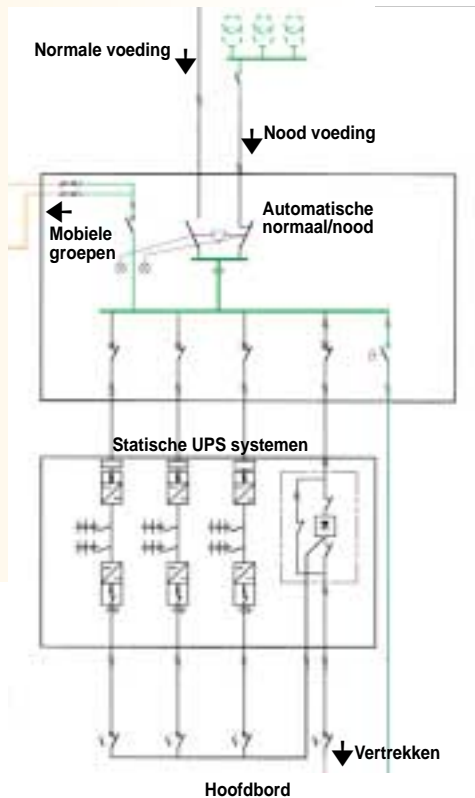 Normale voeding
Nood voeding
Automatische
normaal/nood
Mobiele
groepen
Statische UPS systemen
Vertrekken
Hoofdbord